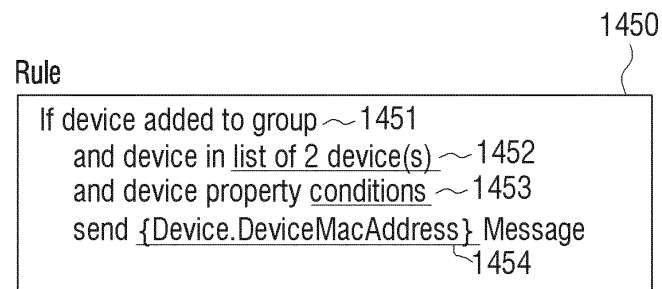 1450
Rule
If device added to group ~ 1451
and device in list of 2 device(s) ~ 1452
and device property conditions ~ 1453
send {Device.DeviceMacAddress} Message
1454